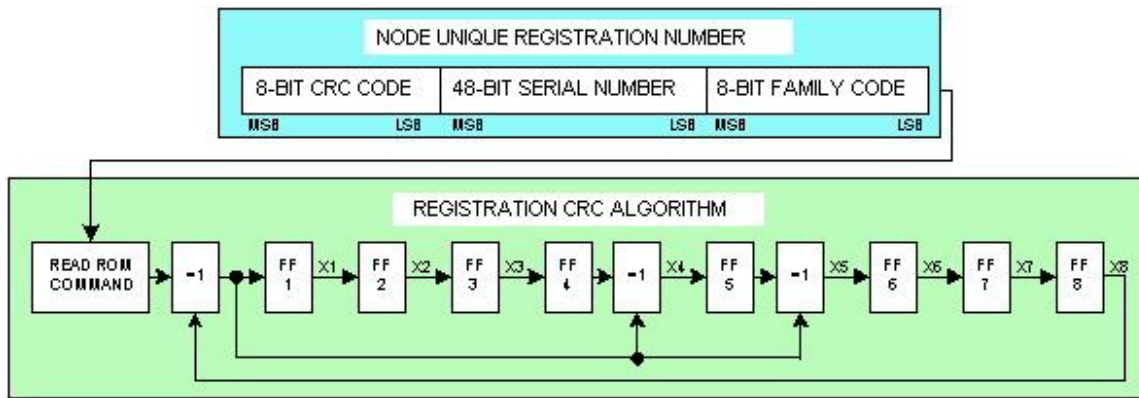 NODE UNIQUE REGISTRATION NUMBER
8-BIT CRC CODE 48-BIT SERIAL NUMBER 8-BIT FAMILY CODE
MSB LSB MSB LSB MSB LSB
REGISTRATION CRC ALGORITHM
READ ROM COMMAND =1 FF 1 X1 FF 2 X2 FF 3 X3 FF 4 =1 X4 FF 5 =1 X5 FF 6 X6 FF 7 X7 FF 8 X8